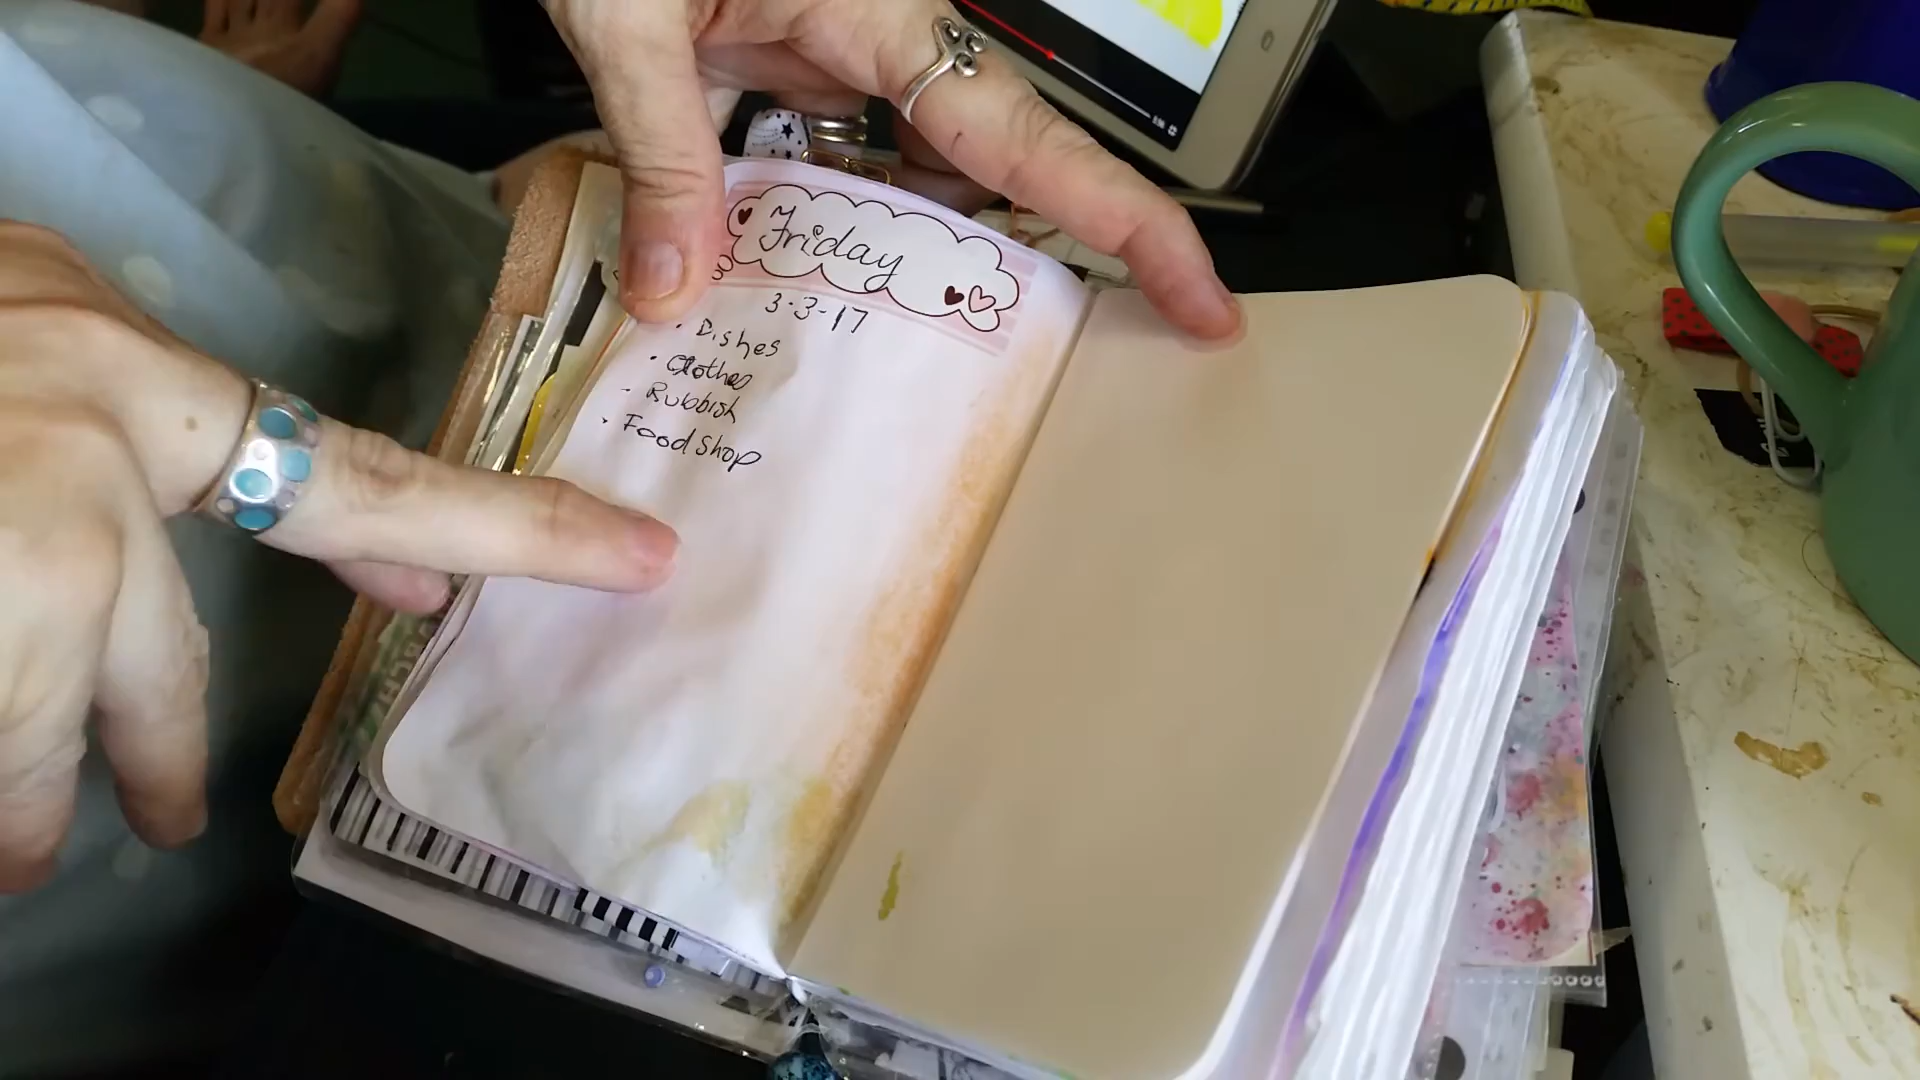 Friday
3-3-17
• Dishes
• Clothes
- Rubbish
• Food Shop